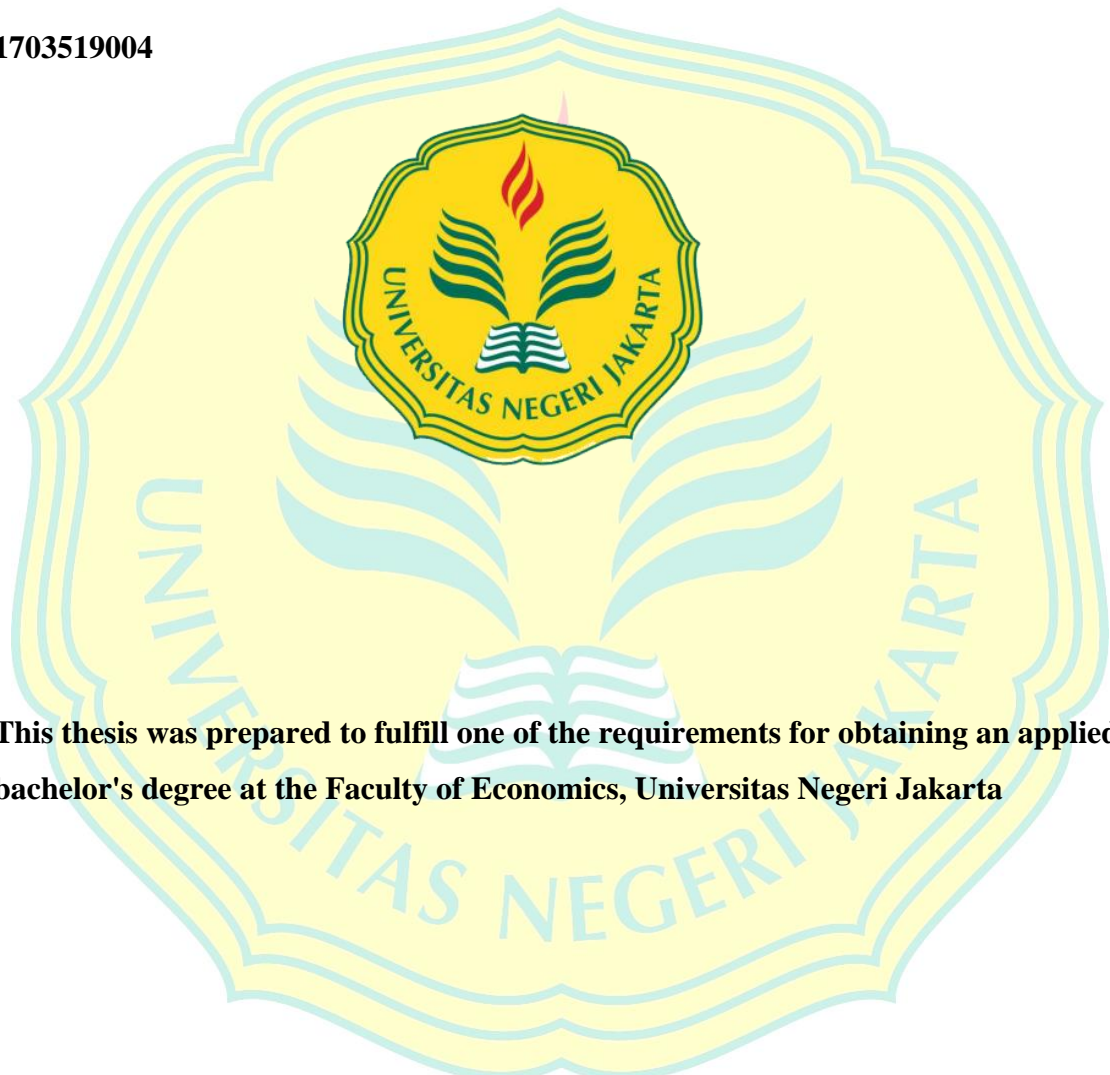 1703519004
UNIVERSITAS NEGERI JAKARTA
This thesis was prepared to fulfill one of the requirements for obtaining an applied
bachelor's degree at the Faculty of Economics, Universitas Negeri Jakarta
UNIVERSITAS NEGERI JAKARTA